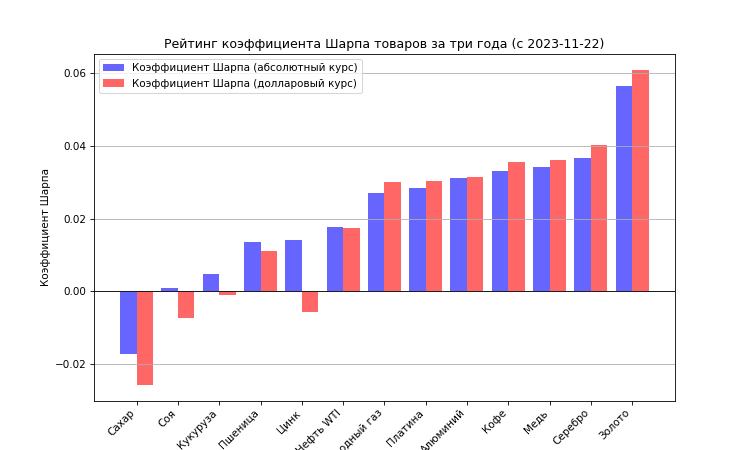 Рейтинг коэффициента Шарпа товаров за три года (с 2023-11-22)
Коэффициент Шарпа (абсолютный курс)
Коэффициент Шарпа (долларовый курс)
Коэффициент Шарпа
0.06
0.04
0.02
0.00
−0.02
Сахар
Соя
Кукуруза
Пшеница
Цинк
Нефть WTI
одный газ
Платина
Алюминий
Кофе
Медь
Серебро
Золото